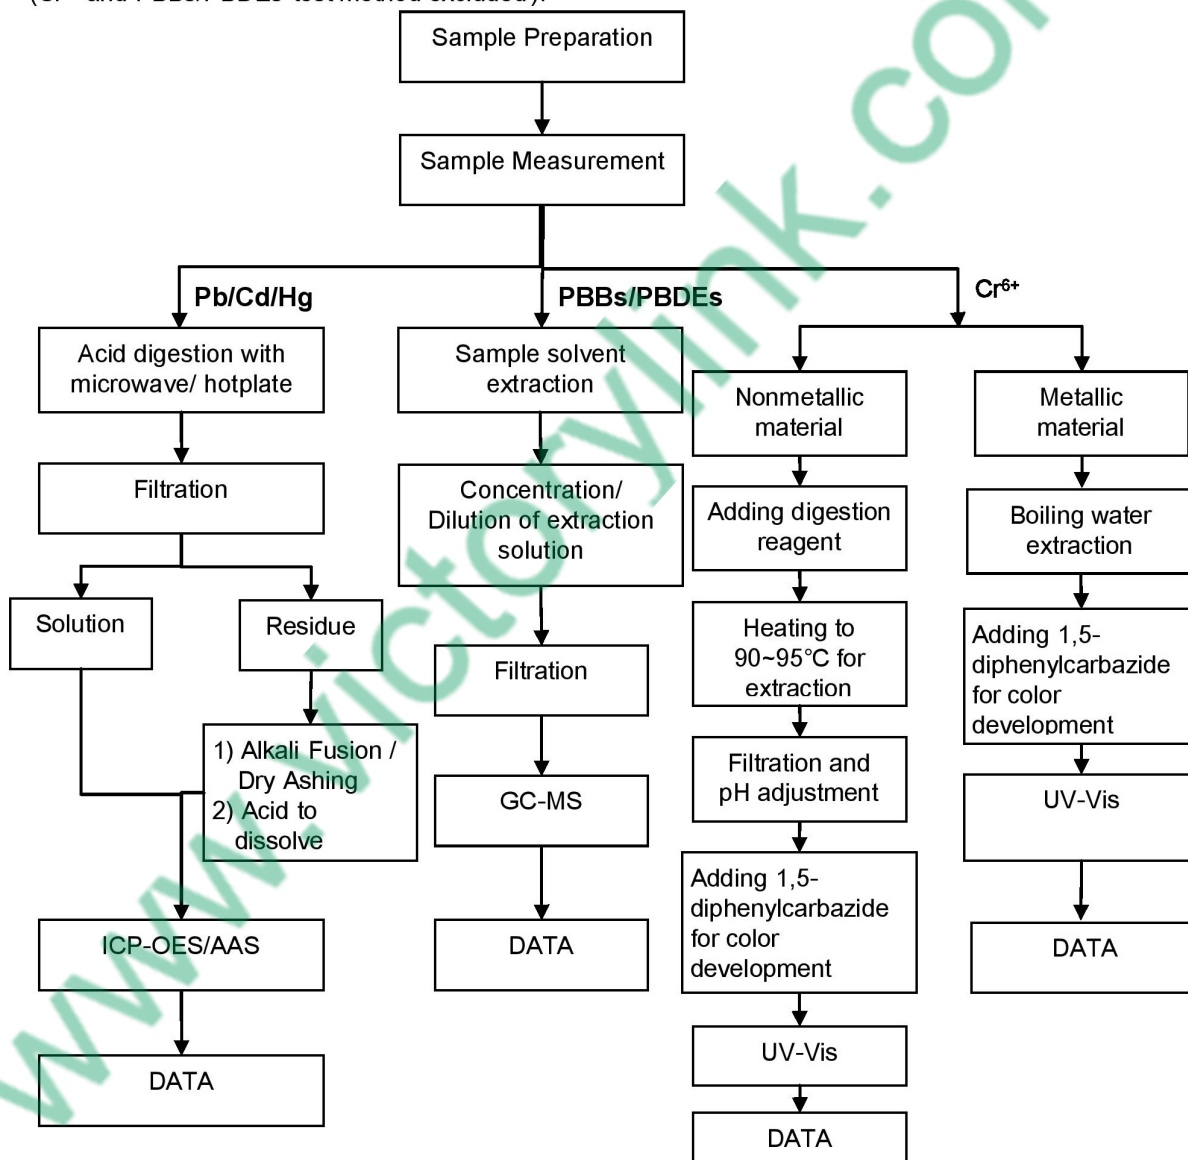 Sample Preparation
Sample Measurement
Pb/Cd/Hg
PBBs/PBDEs
Cr⁶⁺
Acid digestion with
microwave/ hotplate
Filtration
Solution
Residue
1) Alkali Fusion /
Dry Ashing
2) Acid to
dissolve
ICP-OES/AAS
DATA
Sample solvent
extraction
Concentration/
Dilution of extraction
solution
Filtration
GC-MS
DATA
Nonmetallic
material
Adding digestion
reagent
Heating to
90~95℃ for
extraction
Filtration and
pH adjustment
Adding 1,5-
diphenylcarbazide
for color
development
UV-Vis
DATA
Metallic
material
Boiling water
extraction
Adding 1,5-
diphenylcarbazide
for color
development
UV-Vis
DATA
www.victorylink.co